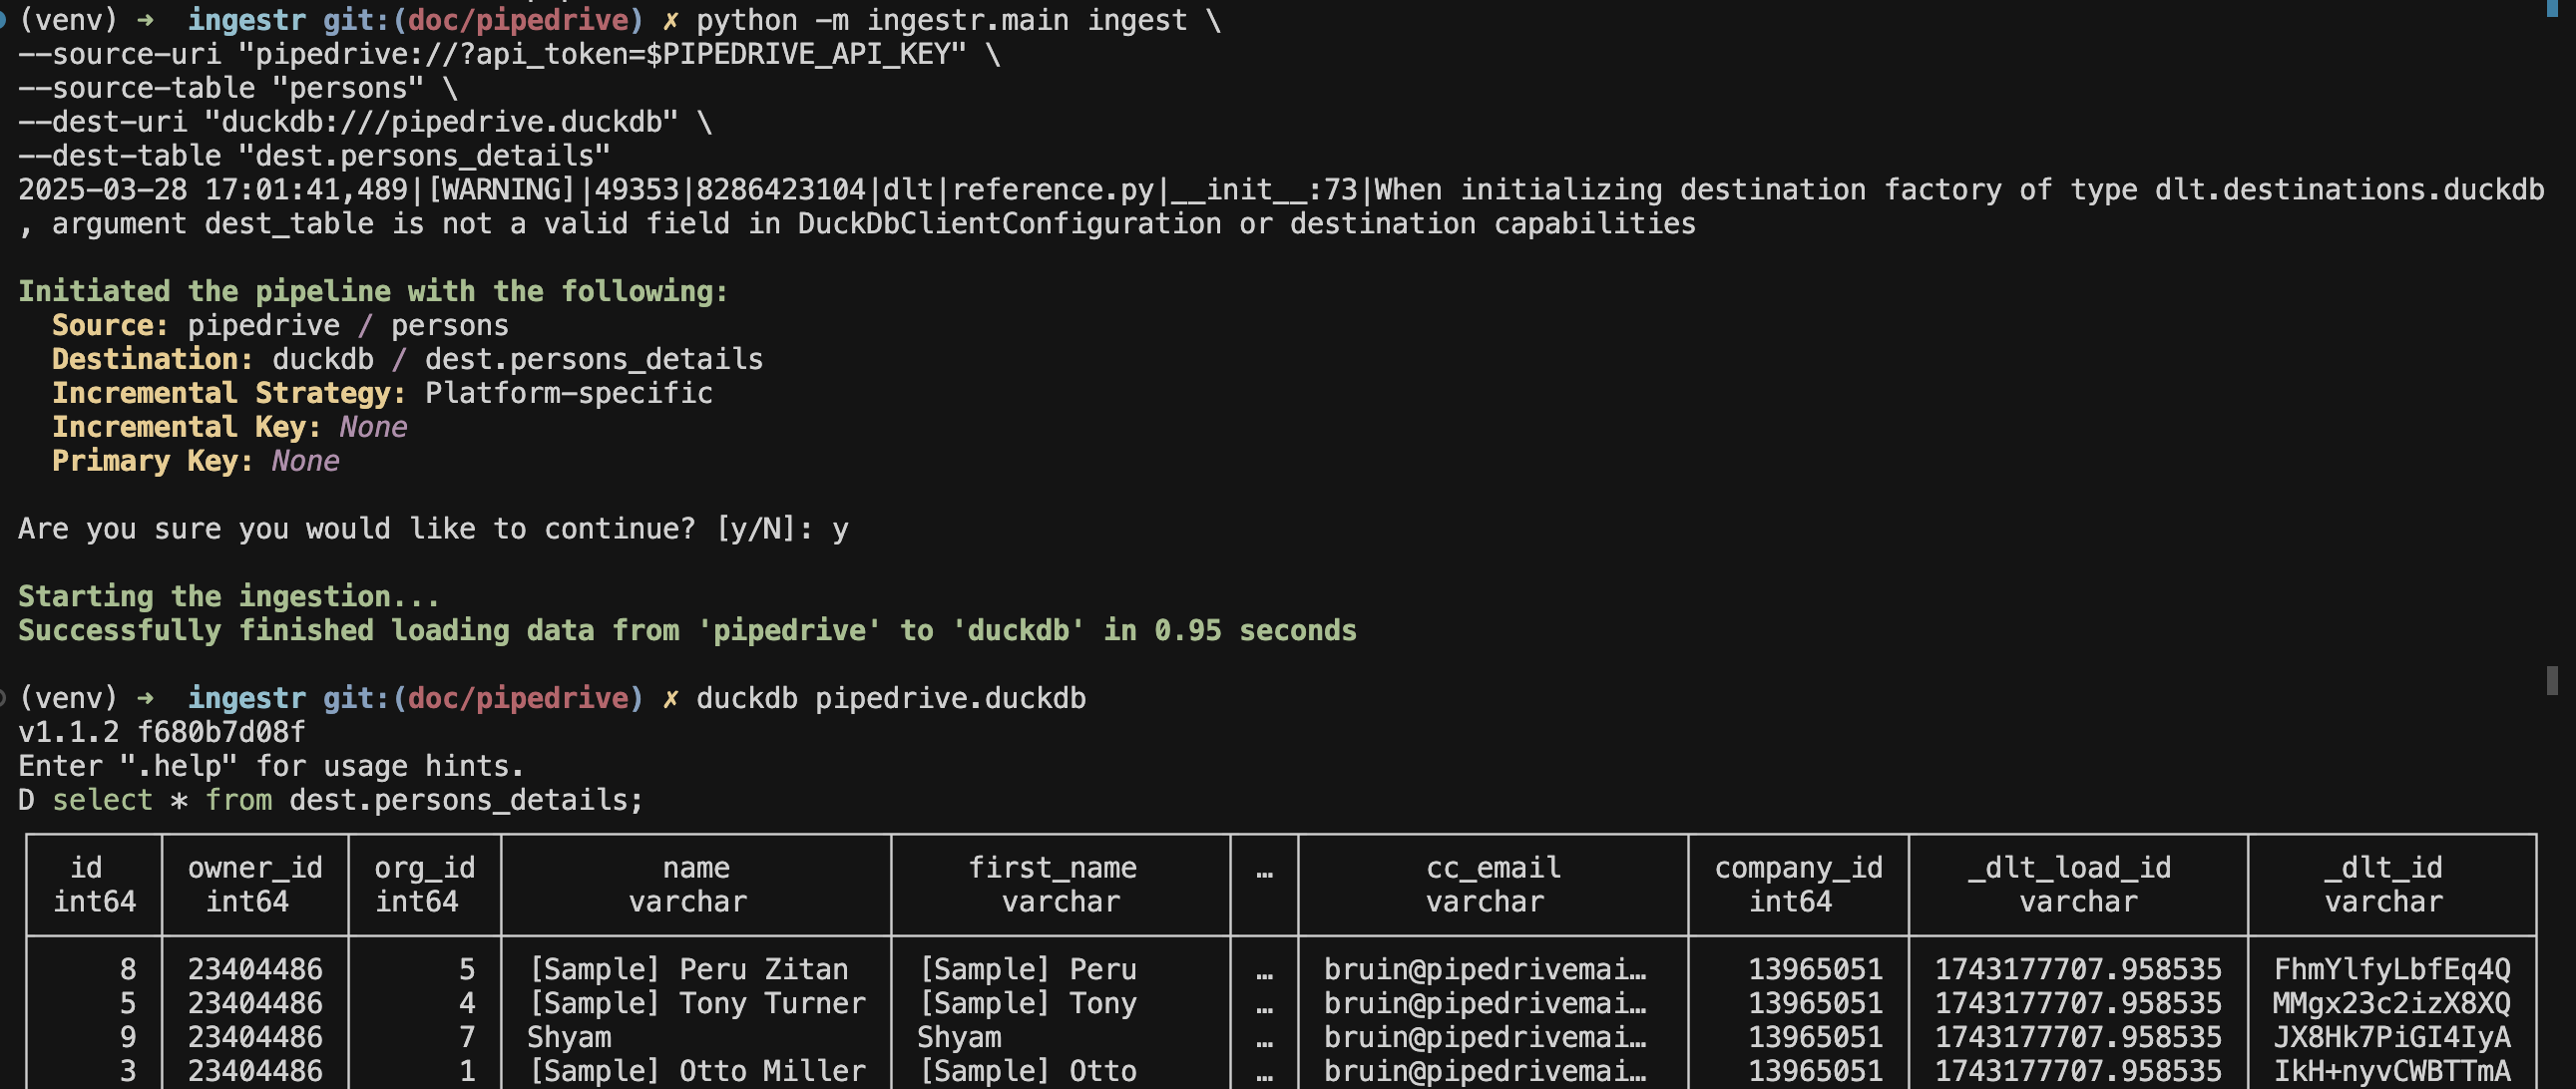 (venv) ➜  ingestr git:(doc/pipedrive) ✗ python -m ingestr.main ingest \
--source-uri "pipedrive://?api_token=$PIPEDRIVE_API_KEY" \
--source-table "persons" \
--dest-uri "duckdb:///pipedrive.duckdb" \
--dest-table "dest.persons_details"
2025-03-28 17:01:41,489|[WARNING]|49353|8286423104|dlt|reference.py|__init__:73|When initializing destination factory of type dlt.destinations.duckdb
, argument dest_table is not a valid field in DuckDbClientConfiguration or destination capabilities
Initiated the pipeline with the following:
Source: pipedrive / persons
Destination: duckdb / dest.persons_details
Incremental Strategy: Platform-specific
Incremental Key: None
Primary Key: None
Are you sure you would like to continue? [y/N]: y
Starting the ingestion...
Successfully finished loading data from 'pipedrive' to 'duckdb' in 0.95 seconds
(venv) ➜  ingestr git:(doc/pipedrive) ✗ duckdb pipedrive.duckdb
v1.1.2 f680b7d08f
Enter ".help" for usage hints.
D select * from dest.persons_details;
id owner_id org_id name first_name … cc_email company_id _dlt_load_id _dlt_id
int64 int64 int64 varchar varchar varchar int64 varchar varchar
8 23404486 5 [Sample] Peru Zitan [Sample] Peru … bruin@pipedrivemai… 13965051 1743177707.958535 FhmYlfyLbfEq4Q
5 23404486 4 [Sample] Tony Turner [Sample] Tony … bruin@pipedrivemai… 13965051 1743177707.958535 MMgx23c2izX8XQ
9 23404486 7 Shyam Shyam … bruin@pipedrivemai… 13965051 1743177707.958535 JX8Hk7PiGI4IyA
3 23404486 1 [Sample] Otto Miller [Sample] Otto … bruin@pipedrivemai… 13965051 1743177707.958535 IkH+nyvCWBTTmA